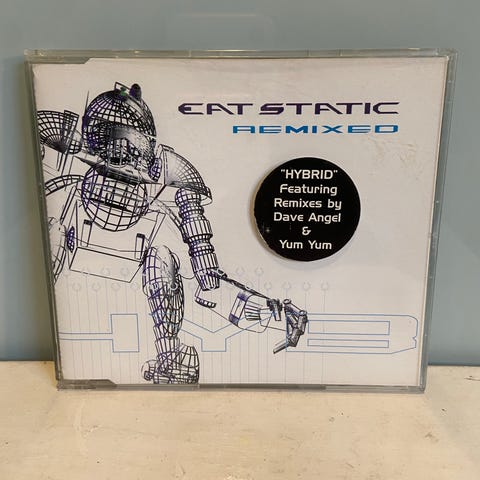 EAT STATIC
REMIXED
"HYBRID"
Featuring
Remixes by
Dave Angel
&
Yum Yum